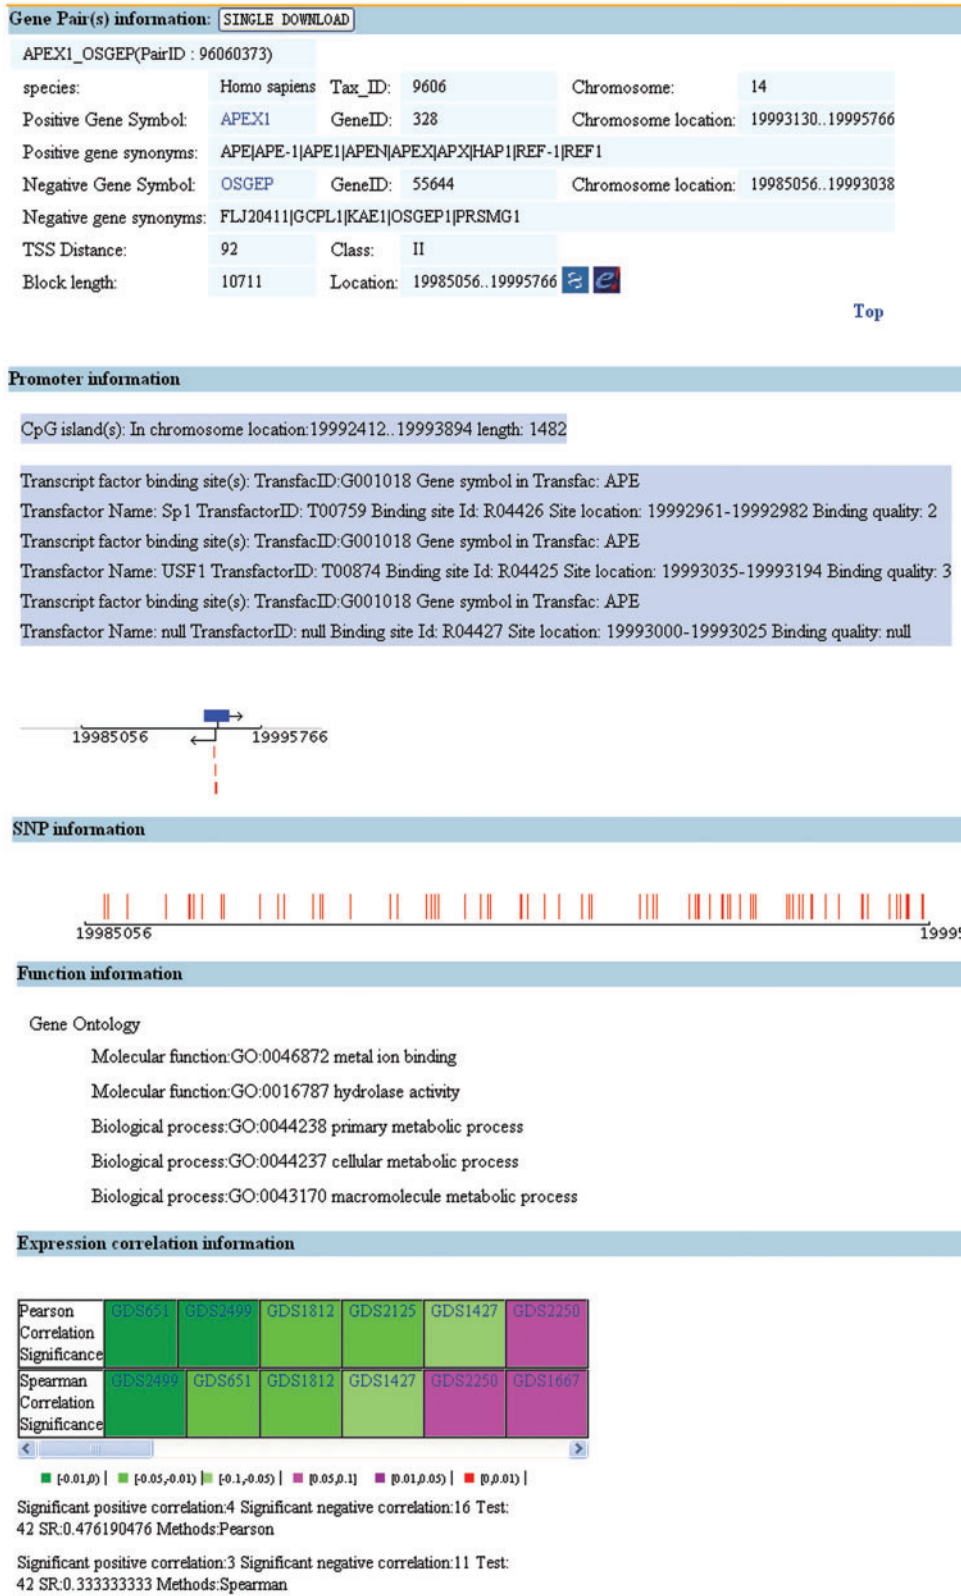 Gene Pair(s) information: SINGLE DOWNLOAD
APEX1_OSGEP(PairID : 96060373)
species: Homo sapiens Tax_ID: 9606 Chromosome: 14
Positive Gene Symbol: APEX1 GeneID: 328 Chromosome location: 19993130..19995766
Positive gene synonyms: APE|APE-1|APE1|APEN|APEX|APX|HAP1|REF-1|REF1
Negative Gene Symbol: OSGEP GeneID: 55644 Chromosome location: 19985056..19993038
Negative gene synonyms: FLJ20411|GCPL1|KAE1|OSGEP1|PRSMG1
TSS Distance: 92 Class: II
Block length: 10711 Location: 19985056..19995766
Top
Promoter information
CpG island(s): In chromosome location:19992412..19993894 length: 1482
Transcript factor binding site(s): TransfacID:G001018 Gene symbol in Transfac: APE
Transfactor Name: Sp1 TransfactorID: T00759 Binding site Id: R04426 Site location: 19992961-19992982 Binding quality: 2
Transcript factor binding site(s): TransfacID:G001018 Gene symbol in Transfac: APE
Transfactor Name: USF1 TransfactorID: T00874 Binding site Id: R04425 Site location: 19993035-19993194 Binding quality: 3
Transcript factor binding site(s): TransfacID:G001018 Gene symbol in Transfac: APE
Transfactor Name: null TransfactorID: null Binding site Id: R04427 Site location: 19993000-19993025 Binding quality: null
19985056 19995766
SNP information
19985056 19995
Function information
Gene Ontology
Molecular function:GO:0046872 metal ion binding
Molecular function:GO:0016787 hydrolase activity
Biological process:GO:0044238 primary metabolic process
Biological process:GO:0044237 cellular metabolic process
Biological process:GO:0043170 macromolecule metabolic process
Expression correlation information
Pearson GDS651 GDS2499 GDS1812 GDS2125 GDS1427 GDS2250
Correlation
Significance
Spearman GDS2499 GDS651 GDS1812 GDS1427 GDS2250 GDS1667
Correlation
Significance
[-0.01,0) | [-0.05,-0.01) | [-0.1,-0.05) | [0.05,0.1] [0.01,0.05) | [0,0.01) |
Significant positive correlation:4 Significant negative correlation:16 Test:
42 SR:0.476190476 Methods:Pearson
Significant positive correlation:3 Significant negative correlation:11 Test:
42 SR:0.333333333 Methods:Spearman